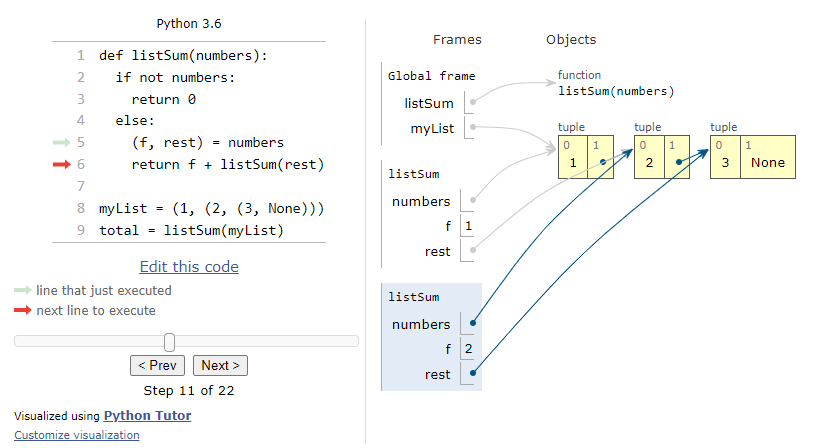 Python 3.6
1 def listSum(numbers):
2   if not numbers:
3     return 0
4   else:
5     (f, rest) = numbers
6     return f + listSum(rest)
7
8 myList = (1, (2, (3, None)))
9 total = listSum(myList)
Edit this code
line that just executed
next line to execute
< Prev Next >
Step 11 of 22
Visualized using Python Tutor
Customize visualization
Frames Objects
Global frame
listSum
myList
function
listSum(numbers)
tuple
0 1
1
tuple
0 1
2
tuple
0 1
3 None
listSum
numbers
f 1
rest
listSum
numbers
f 2
rest